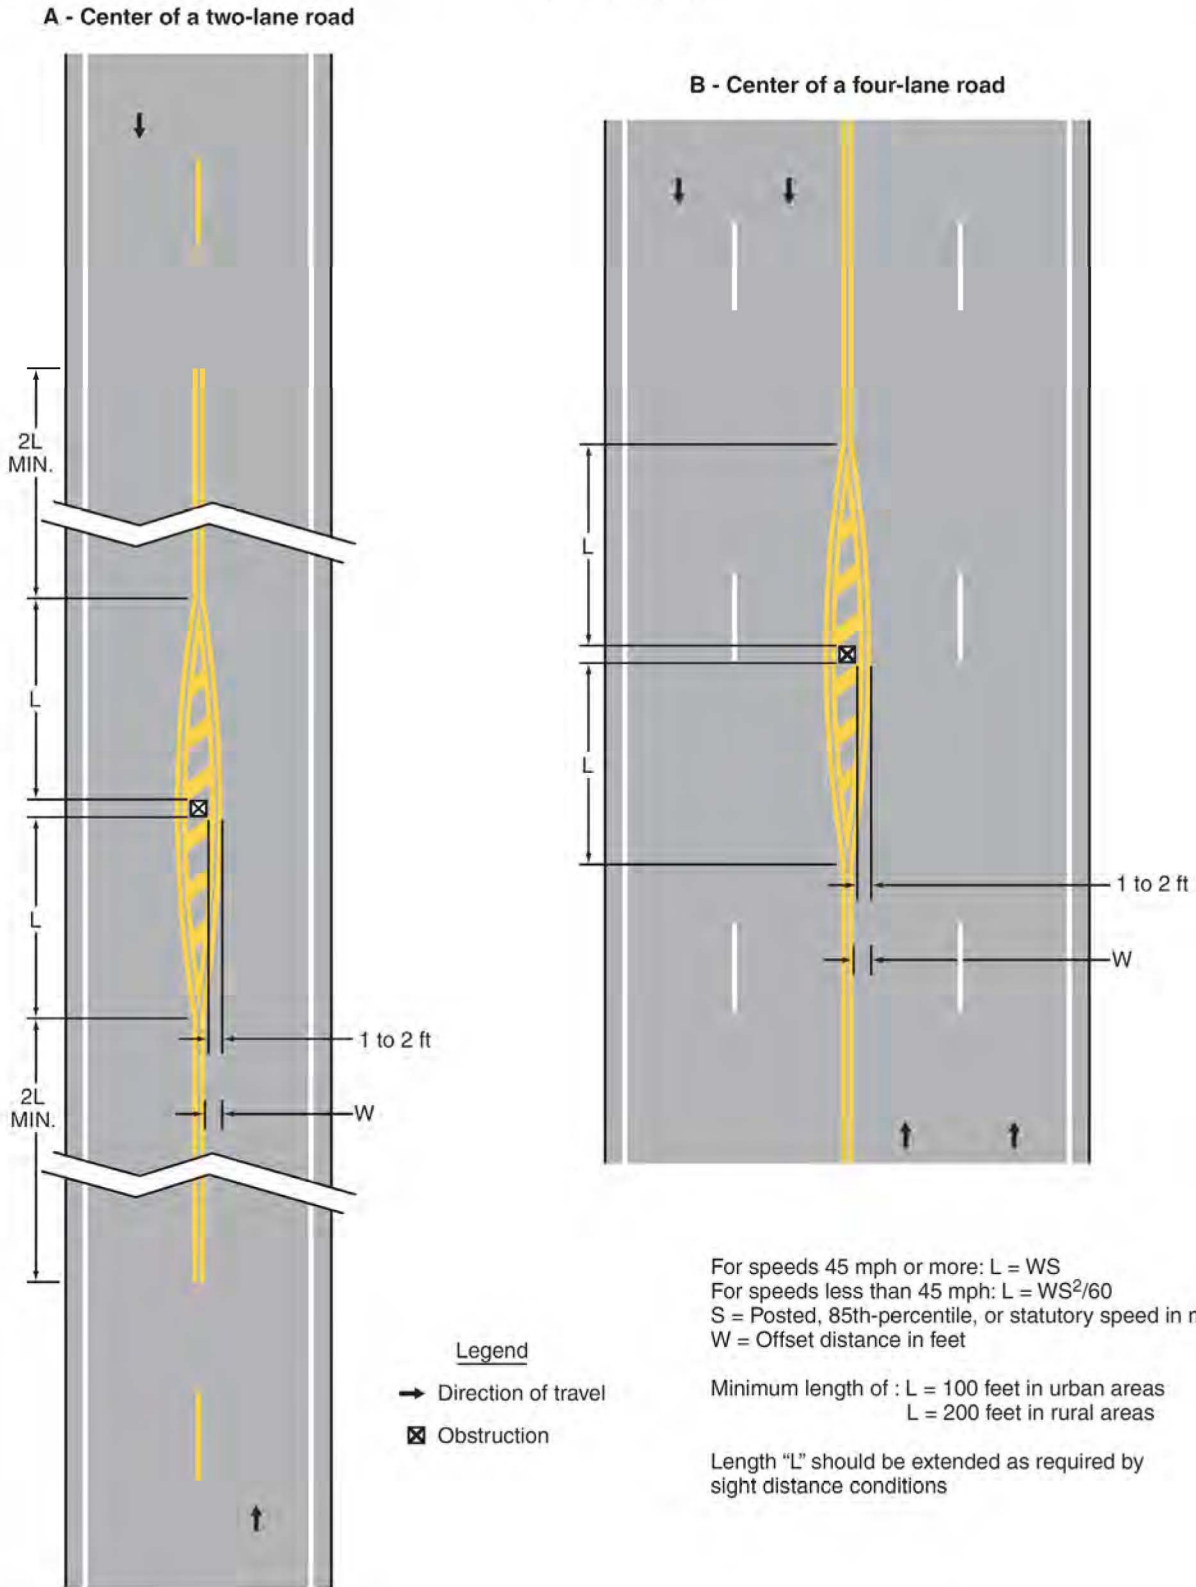 A - Center of a two-lane road
B - Center of a four-lane road
2L
MIN.
L
L
1 to 2 ft
2L
MIN.
W
L
L
1 to 2 ft
W
Legend
Direction of travel
Obstruction
For speeds 45 mph or more: L = WS
For speeds less than 45 mph: L = WS²/60
S = Posted, 85th-percentile, or statutory speed in
W = Offset distance in feet
Minimum length of : L = 100 feet in urban areas
L = 200 feet in rural areas
Length “L” should be extended as required by
sight distance conditions